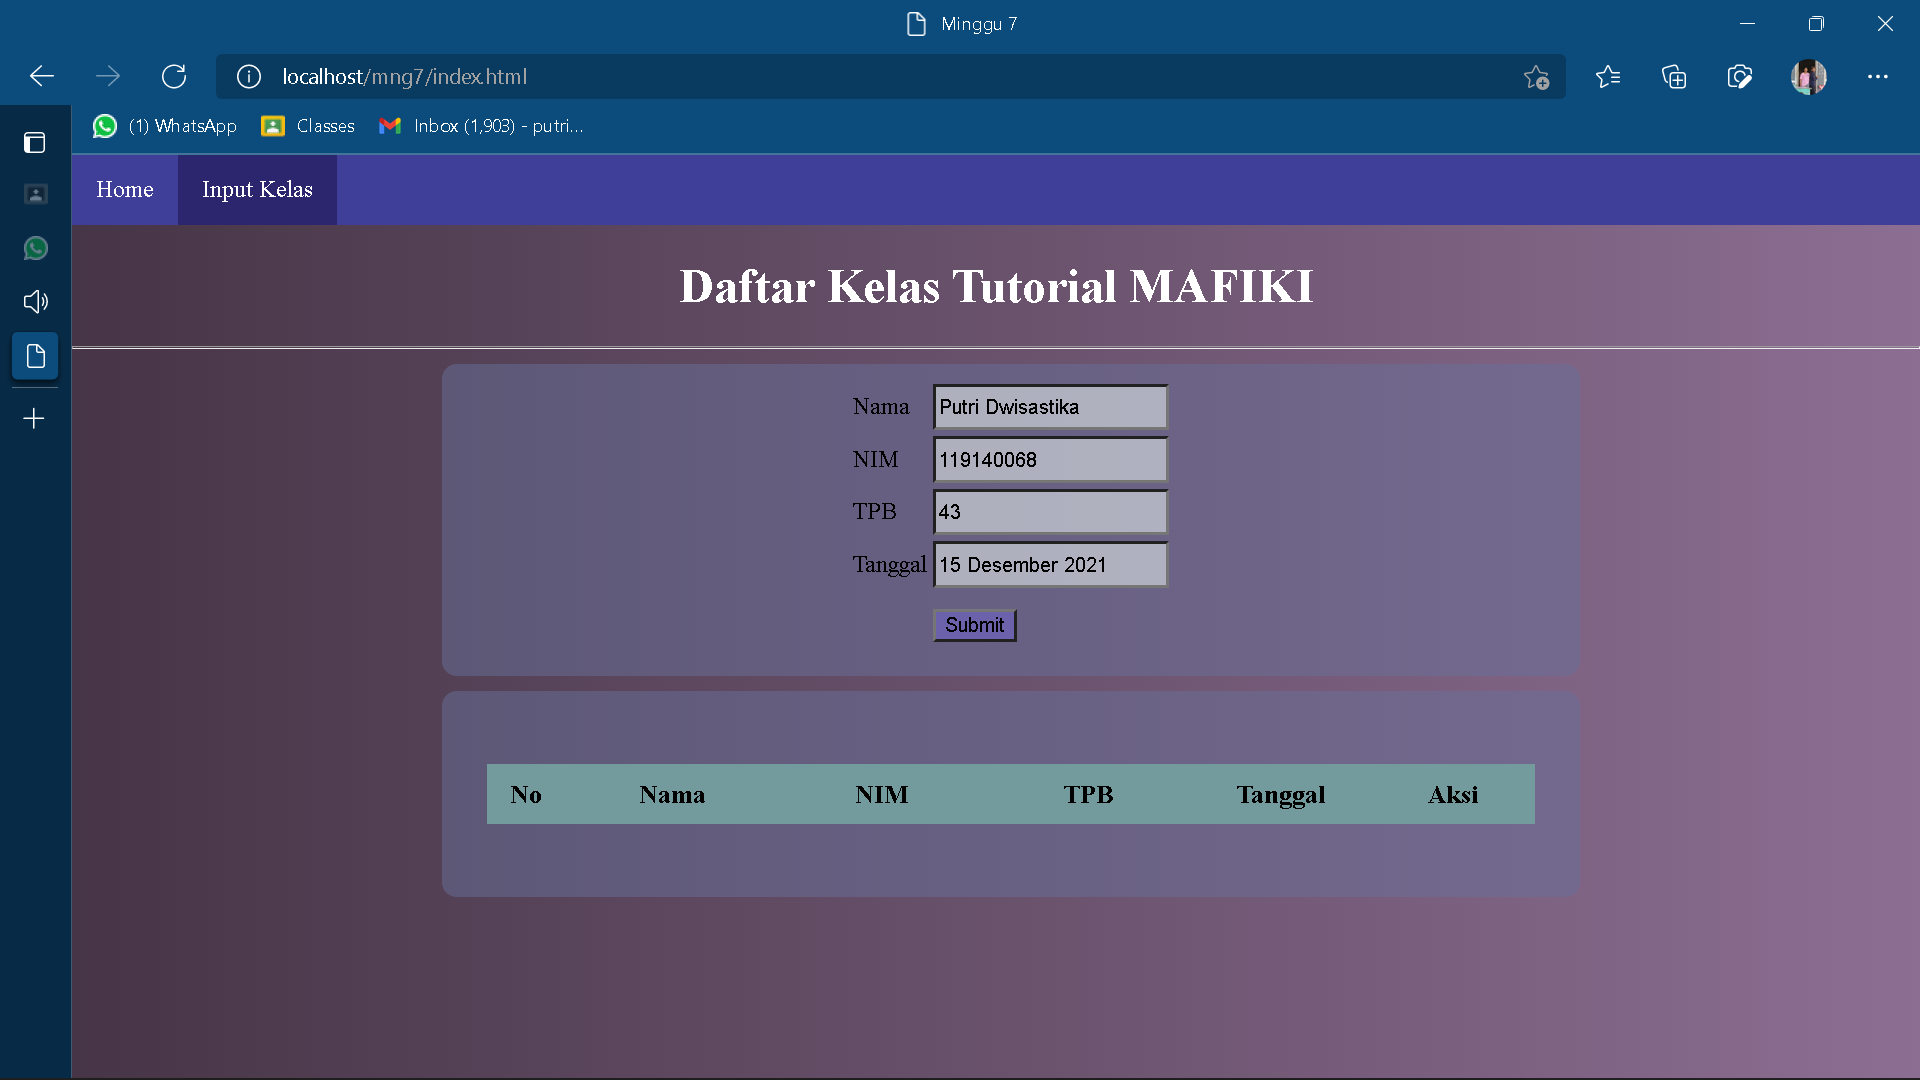 Minggu 7
localhost/mng7/index.html
(1) WhatsApp Classes Inbox (1,903) - putri...
Home Input Kelas
Daftar Kelas Tutorial MAFIKI
Nama Putri Dwisastika
NIM 119140068
TPB 43
Tanggal 15 Desember 2021
Submit
No Nama NIM TPB Tanggal Aksi